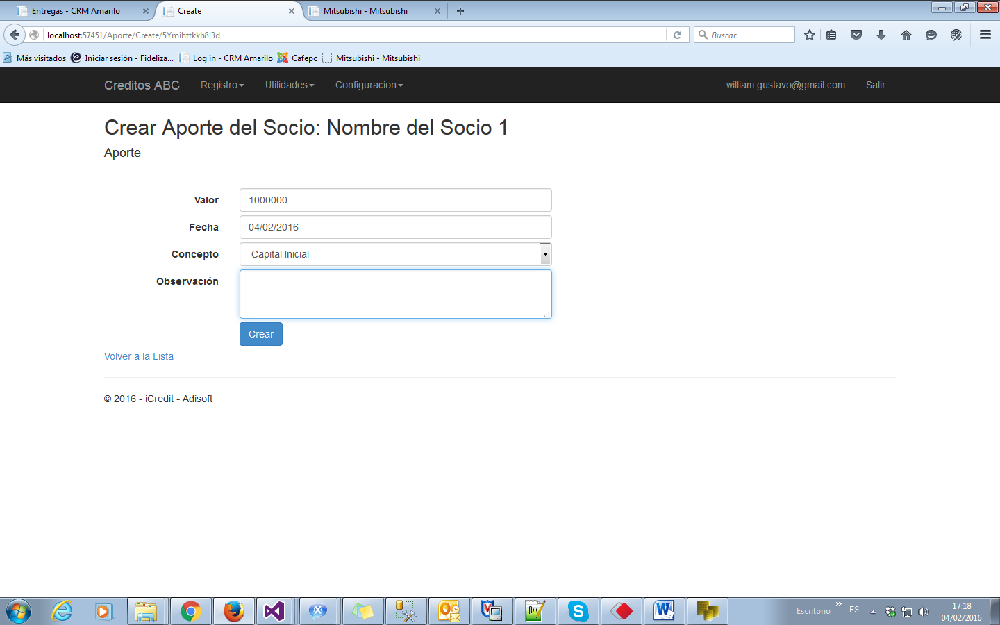 Entregas - CRM Amarilo
Create
Mitsubishi - Mitsubishi
localhost:57451/Aporte/Create/5Ymihttkkh8!3d
Buscar
Más visitados
Iniciar sesión - Fideliza...
Log in - CRM Amarilo
Cafepc
Mitsubishi - Mitsubishi
Creditos ABC
Registro
Utilidades
Configuracion
william.gustavo@gmail.com
Salir
Crear Aporte del Socio: Nombre del Socio 1
Aporte
Valor
1000000
Fecha
04/02/2016
Concepto
Capital Inicial
Observación
Crear
Volver a la Lista
© 2016 - iCredit - Adisoft
Escritorio
»
ES
17:18
04/02/2016